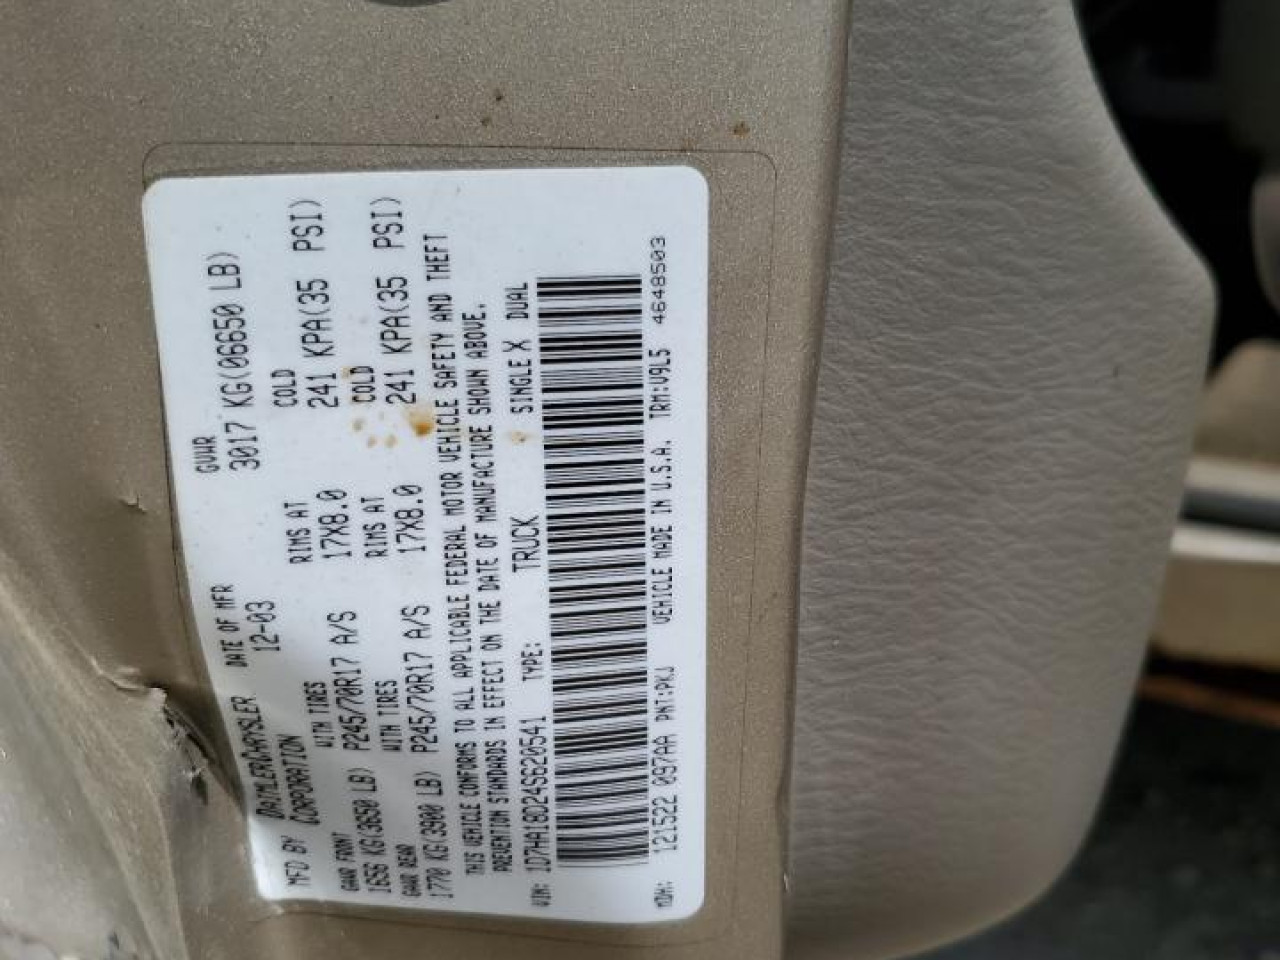 MFD BY DAIMLERCHRYSLER CORPORATION DATE OF MFR 12-03 GVWR 3017 KG(06650 LB)
GAWR FRONT WITH TIRES RIMS AT COLD
1656 KG(3650 LB) P245/70R17 A/S 17X8.0 241 KPA(35 PSI)
GAWR REAR WITH TIRES RIMS AT COLD
1770 KG(3900 LB) P245/70R17 A/S 17X8.0 241 KPA(35 PSI)
THIS VEHICLE CONFORMS TO ALL APPLICABLE FEDERAL MOTOR VEHICLE SAFETY AND THEFT
PREVENTION STANDARDS IN EFFECT ON THE DATE OF MANUFACTURE SHOWN ABOVE.
VIN: 1D7HA18D24S620541 TYPE: TRUCK SINGLE X DUAL
MDH: 121522 097AA PNT:PKJ VEHICLE MADE IN U.S.A. TRM:V9L5 4648503